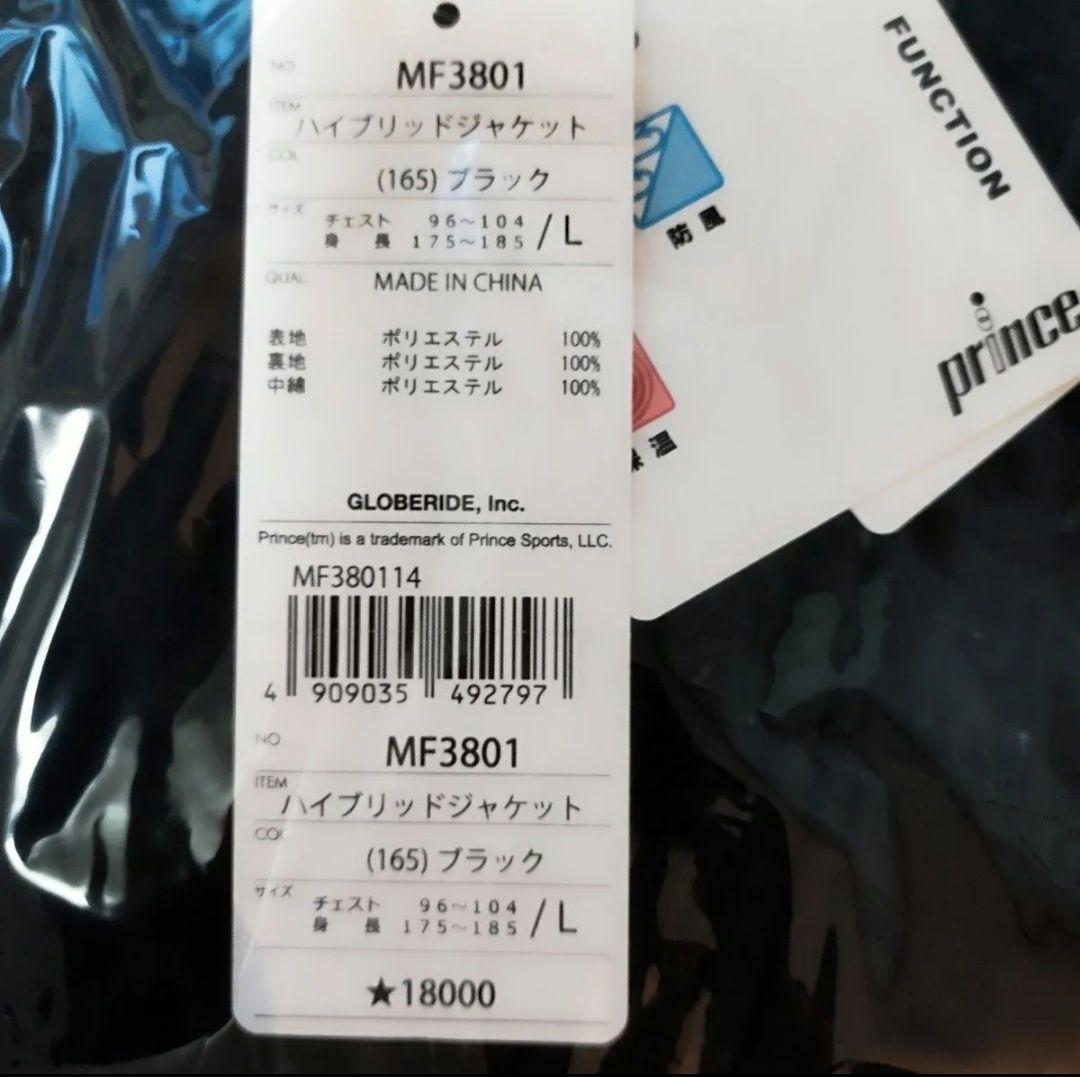 NO
MF3801
ITEM
ハイブリッドジャケット
COL
(165) ブラック
サイズ
チェスト 96～104 / L
身長 175～185
QUAL
MADE IN CHINA
表地 ポリエステル 100%
裏地 ポリエステル 100%
中綿 ポリエステル 100%
GLOBERIDE, Inc.
Prince(tm) is a trademark of Prince Sports, LLC.
MF380114
4 909035 492797
NO
MF3801
ITEM
ハイブリッドジャケット
COL
(165) ブラック
サイズ
チェスト 96～104 / L
身長 175～185
★18000
FUNCTION
防風
保温
prince